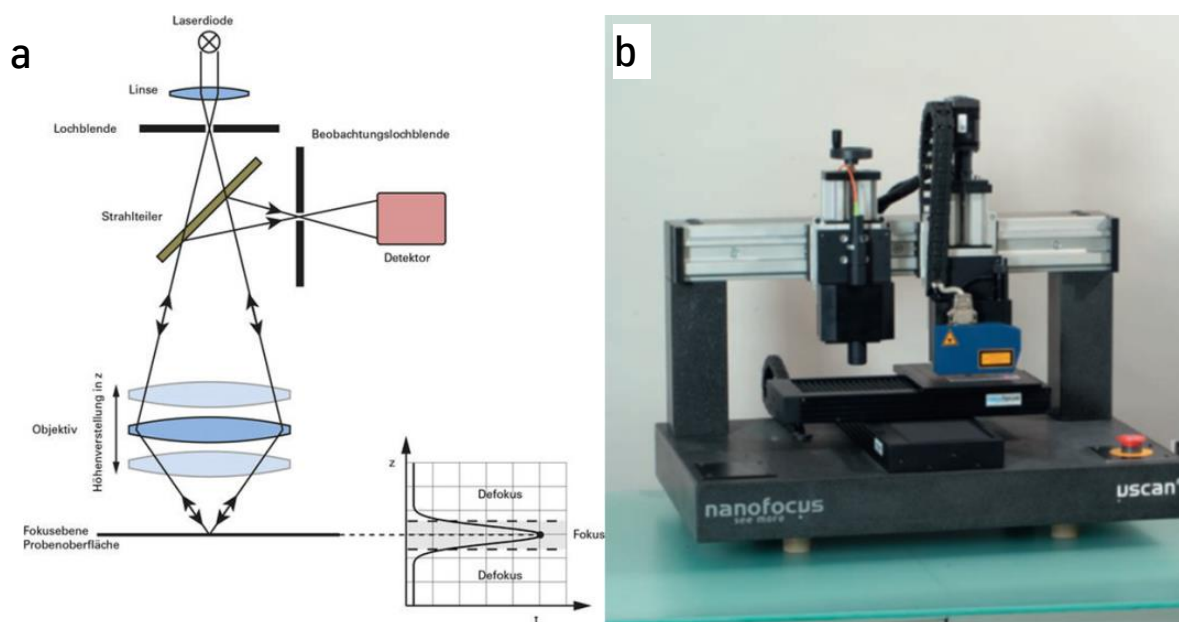 a
Laserdiode
Linse
Lochblende
Beobachtungslochblende
Strahlteiler
Detektor
Höhenverstellung in z
Objektiv
z
Defokus
Fokus
Defokus
Fokusebene
Probenoberfläche
b
nanofocus
see more
µscan